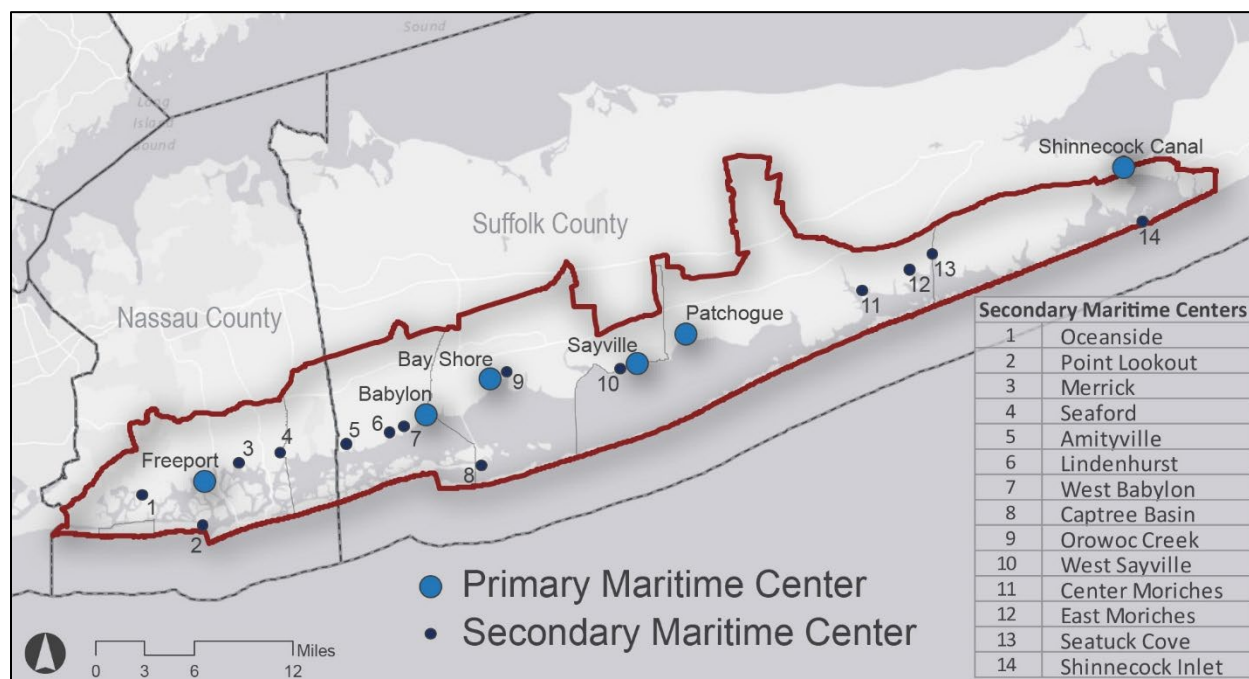 Sound
Long
Island
Sound
Shinnecock Canal
Suffolk County
14
13
12
11
Nassau County
Patchogue
Sayville
Bay Shore
10
9
Babylon
7
6
5
8
4
3
Freeport
1
2
Primary Maritime Center
Secondary Maritime Center
Miles
0 3 6 12
Secondary Maritime Centers
1 Oceanside
2 Point Lookout
3 Merrick
4 Seaford
5 Amityville
6 Lindenhurst
7 West Babylon
8 Captree Basin
9 Orowoc Creek
10 West Sayville
11 Center Moriches
12 East Moriches
13 Seatuck Cove
14 Shinnecock Inlet